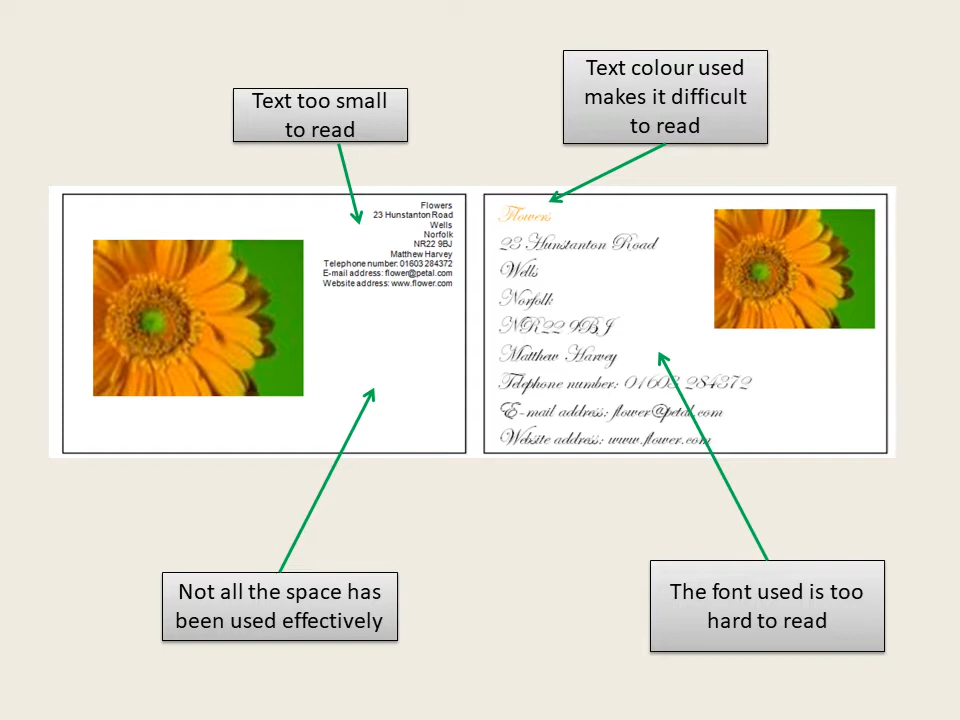 Text too small
to read
Text colour used
makes it difficult
to read
Flowers
23 Hunstanton Road
Wells
Norfolk
NR22 9BJ
Matthew Harvey
Telephone number: 01603 284372
E-mail address: flower@petal.com
Website address: www.flower.com
Flowers
23 Hunstanton Road
Wells
Norfolk
NR22 9BJ
Matthew Harvey
Telephone number: 01603 284372
E-mail address: flower@petal.com
Website address: www.flower.com
Not all the space has
been used effectively
The font used is too
hard to read